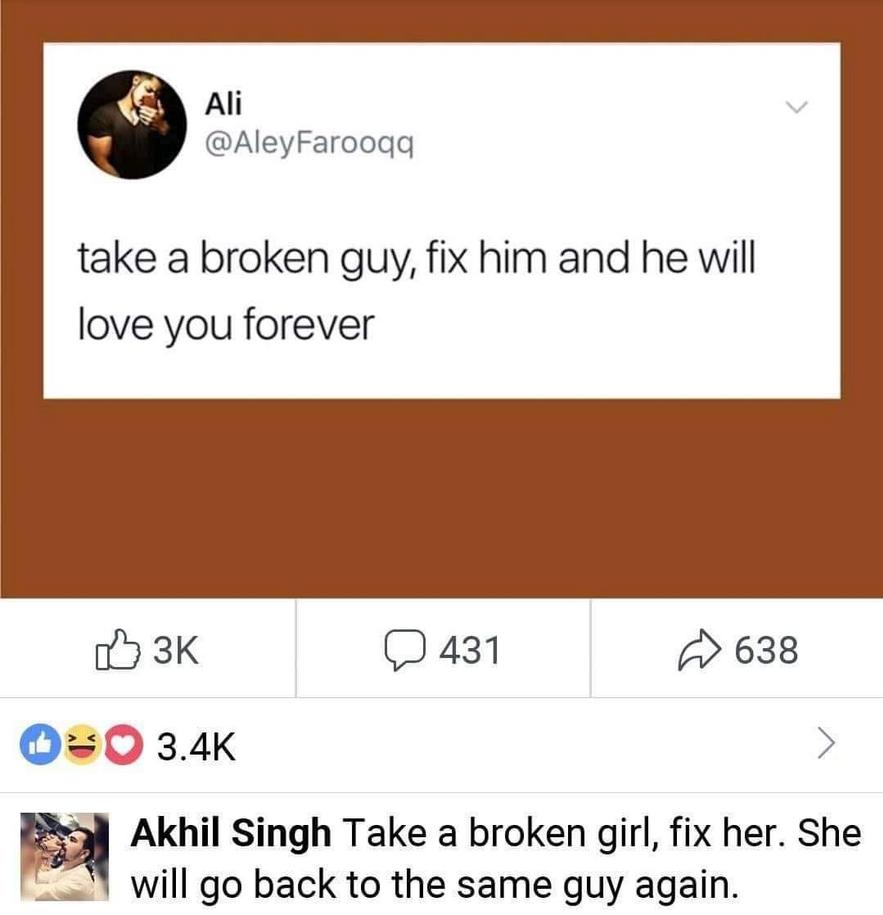 Ali
@AleyFarooqq
take a broken guy, fix him and he will
love you forever
3K
431
638
3.4K
Akhil Singh Take a broken girl, fix her. She
will go back to the same guy again.